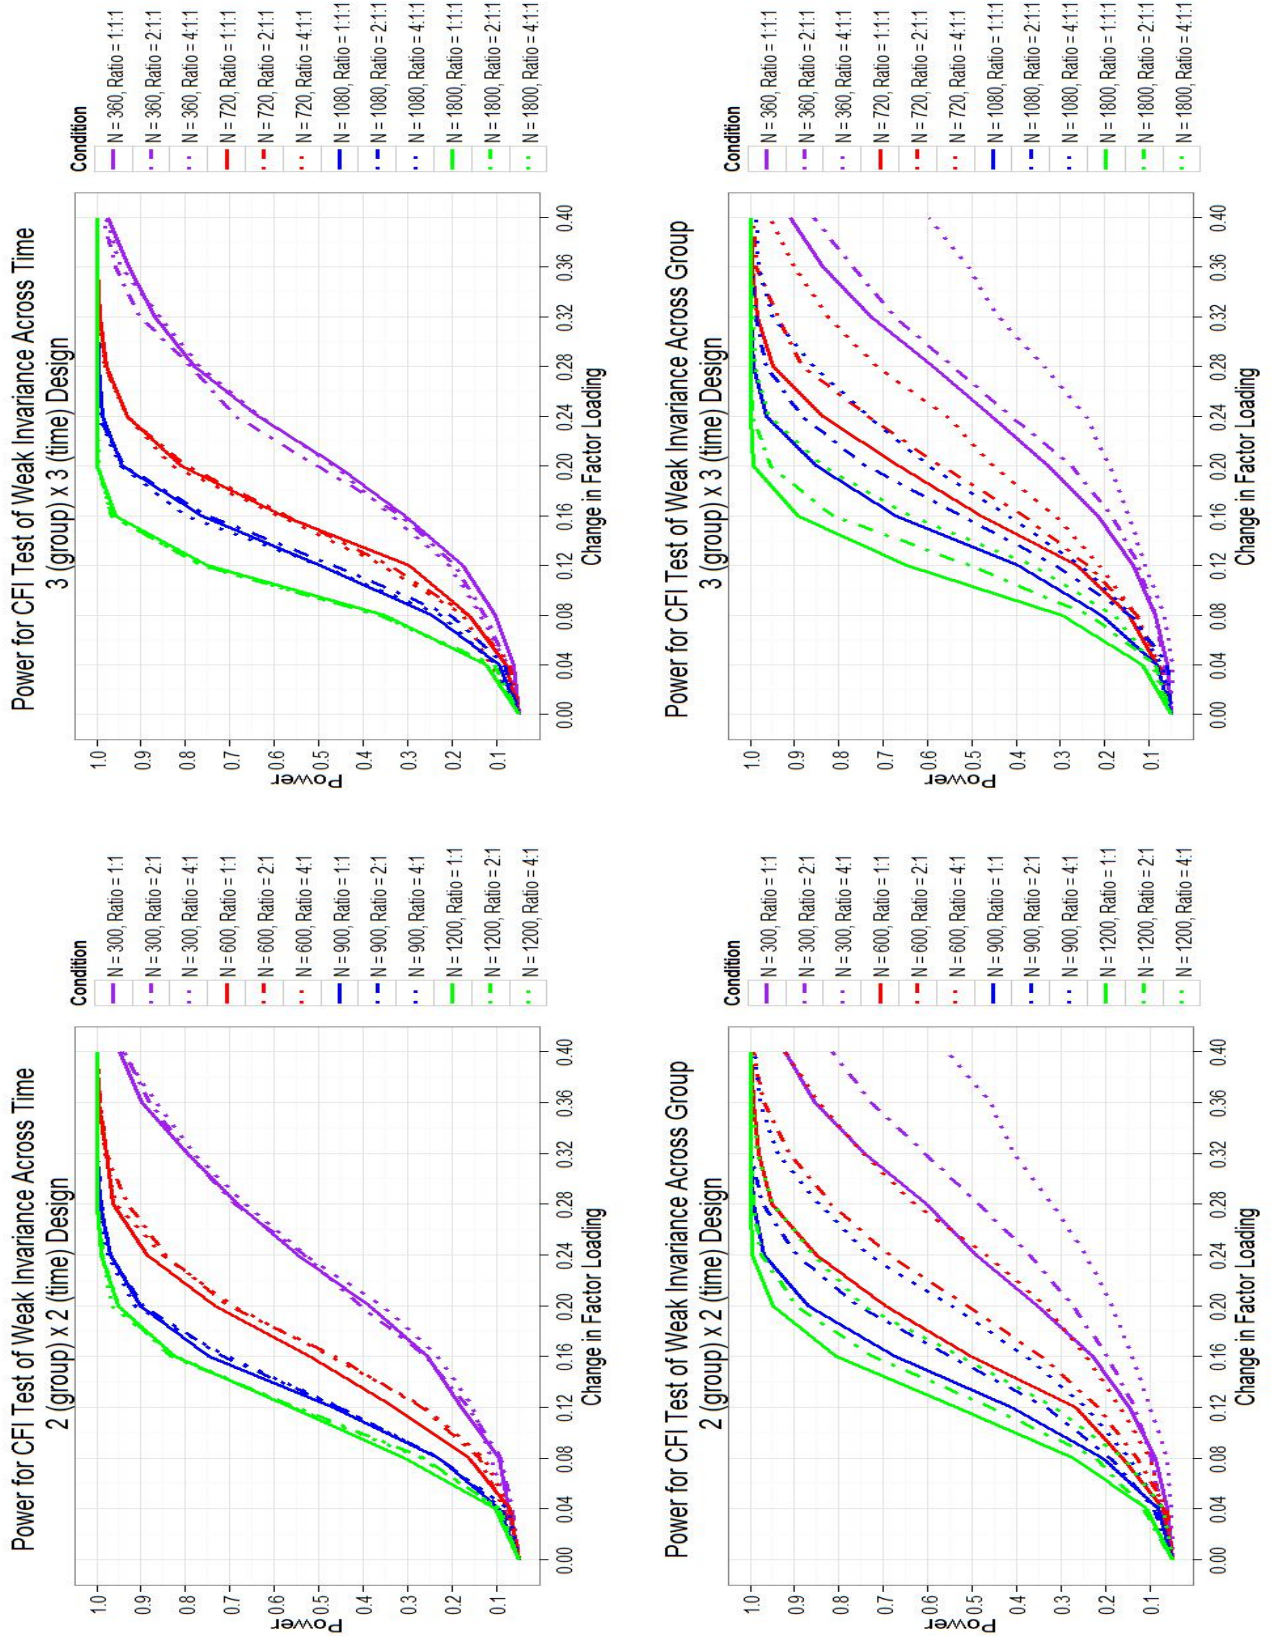 Power for CFI Test of Weak Invariance Across Time
2 (group) x 2 (time) Design
Power
1.0
0.9
0.8
0.7
0.6
0.5
0.4
0.3
0.2
0.1
0.00 0.04 0.08 0.12 0.16 0.20 0.24 0.28 0.32 0.36 0.40
Change in Factor Loading
Condition
N = 300, Ratio = 1:1
N = 300, Ratio = 2:1
N = 300, Ratio = 4:1
N = 600, Ratio = 1:1
N = 600, Ratio = 2:1
N = 600, Ratio = 4:1
N = 900, Ratio = 1:1
N = 900, Ratio = 2:1
N = 900, Ratio = 4:1
N = 1200, Ratio = 1:1
N = 1200, Ratio = 2:1
N = 1200, Ratio = 4:1
Power for CFI Test of Weak Invariance Across Time
3 (group) x 3 (time) Design
Power
1.0
0.9
0.8
0.7
0.6
0.5
0.4
0.3
0.2
0.1
0.00 0.04 0.08 0.12 0.16 0.20 0.24 0.28 0.32 0.36 0.40
Change in Factor Loading
Condition
N = 360, Ratio = 1:1:1
N = 360, Ratio = 2:1:1
N = 360, Ratio = 4:1:1
N = 720, Ratio = 1:1:1
N = 720, Ratio = 2:1:1
N = 720, Ratio = 4:1:1
N = 1080, Ratio = 1:1:1
N = 1080, Ratio = 2:1:1
N = 1080, Ratio = 4:1:1
N = 1800, Ratio = 1:1:1
N = 1800, Ratio = 2:1:1
N = 1800, Ratio = 4:1:1
Power for CFI Test of Weak Invariance Across Group
2 (group) x 2 (time) Design
Power
1.0
0.9
0.8
0.7
0.6
0.5
0.4
0.3
0.2
0.1
0.00 0.04 0.08 0.12 0.16 0.20 0.24 0.28 0.32 0.36 0.40
Change in Factor Loading
Condition
N = 300, Ratio = 1:1
N = 300, Ratio = 2:1
N = 300, Ratio = 4:1
N = 600, Ratio = 1:1
N = 600, Ratio = 2:1
N = 600, Ratio = 4:1
N = 900, Ratio = 1:1
N = 900, Ratio = 2:1
N = 900, Ratio = 4:1
N = 1200, Ratio = 1:1
N = 1200, Ratio = 2:1
N = 1200, Ratio = 4:1
Power for CFI Test of Weak Invariance Across Group
3 (group) x 3 (time) Design
Power
1.0
0.9
0.8
0.7
0.6
0.5
0.4
0.3
0.2
0.1
0.00 0.04 0.08 0.12 0.16 0.20 0.24 0.28 0.32 0.36 0.40
Change in Factor Loading
Condition
N = 360, Ratio = 1:1:1
N = 360, Ratio = 2:1:1
N = 360, Ratio = 4:1:1
N = 720, Ratio = 1:1:1
N = 720, Ratio = 2:1:1
N = 720, Ratio = 4:1:1
N = 1080, Ratio = 1:1:1
N = 1080, Ratio = 2:1:1
N = 1080, Ratio = 4:1:1
N = 1800, Ratio = 1:1:1
N = 1800, Ratio = 2:1:1
N = 1800, Ratio = 4:1:1